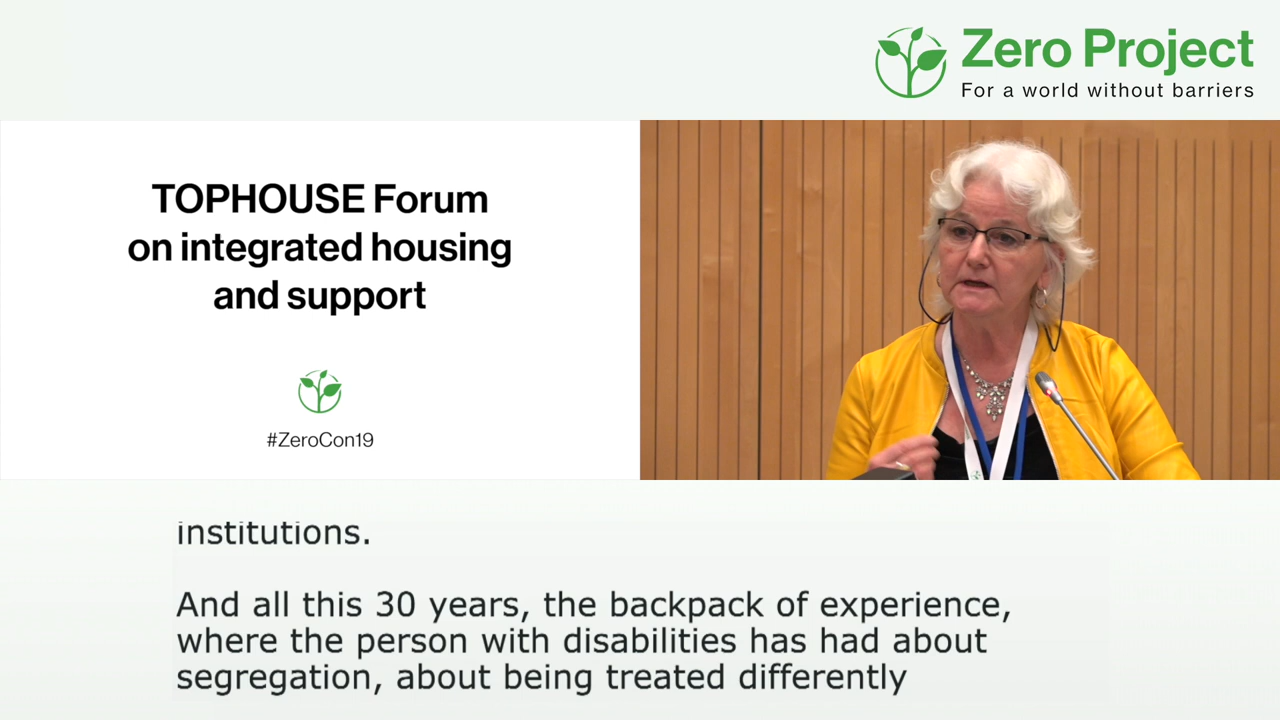 Zero Project
For a world without barriers
TOPHOUSE Forum
on integrated housing
and support
#ZeroCon19
institutions.
And all this 30 years, the backpack of experience,
where the person with disabilities has had about
segregation, about being treated differently